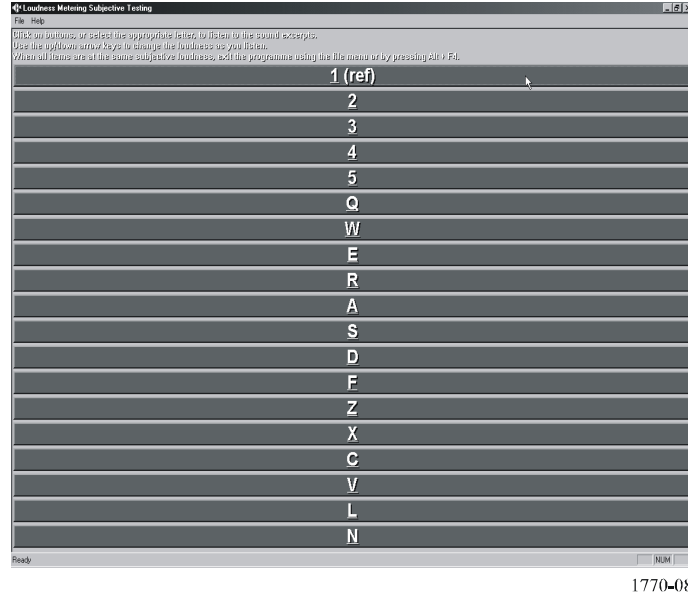 Loudness Metering Subjective Testing
File Help
Click on buttons, or select the appropriate letter, to listen to the sound excerpts.
Use the up/down arrow keys to change the loudness as you listen.
When all items are at the same subjective loudness, exit the programme using the file menu or by pressing Alt + F4.
1 (ref)
2
3
4
5
Q
W
E
R
A
S
D
F
Z
X
C
V
L
N
Ready NUM
1770-08